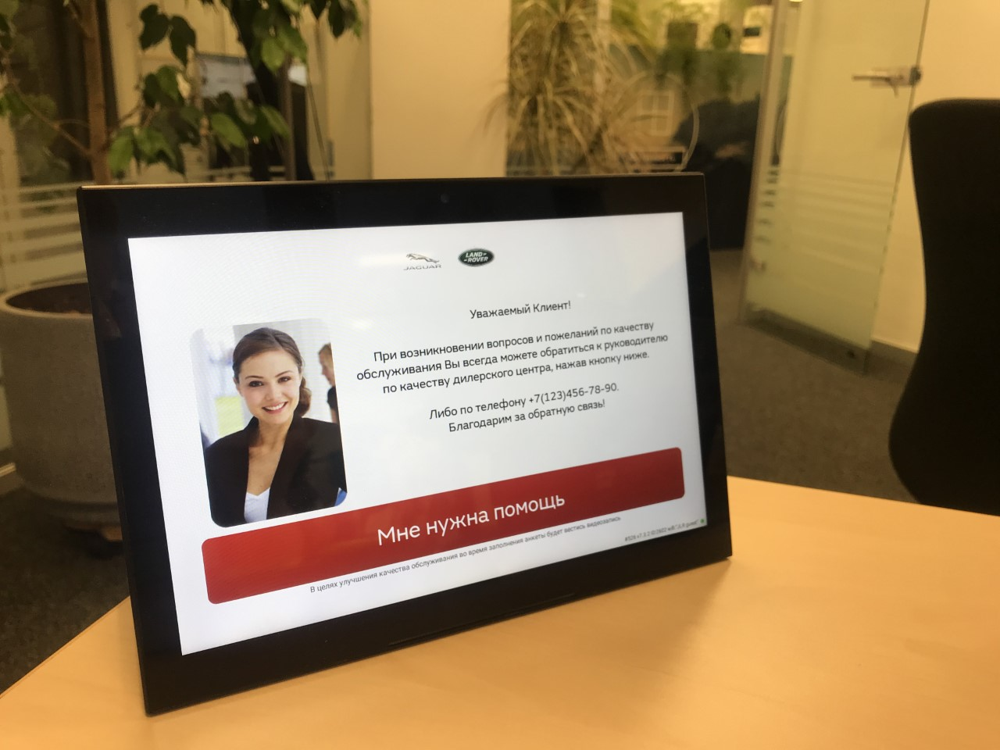 JAGUAR
LAND
ROVER
Уважаемый Клиент!
При возникновении вопросов и пожеланий по качеству
обслуживания Вы всегда можете обратиться к руководителю
по качеству дилерского центра, нажав кнопку ниже.
Либо по телефону +7(123)456-78-90.
Благодарим за обратную связь!
Мне нужна помощь
В целях улучшения качества обслуживания во время заполнения анкеты будет вестись видеозапись